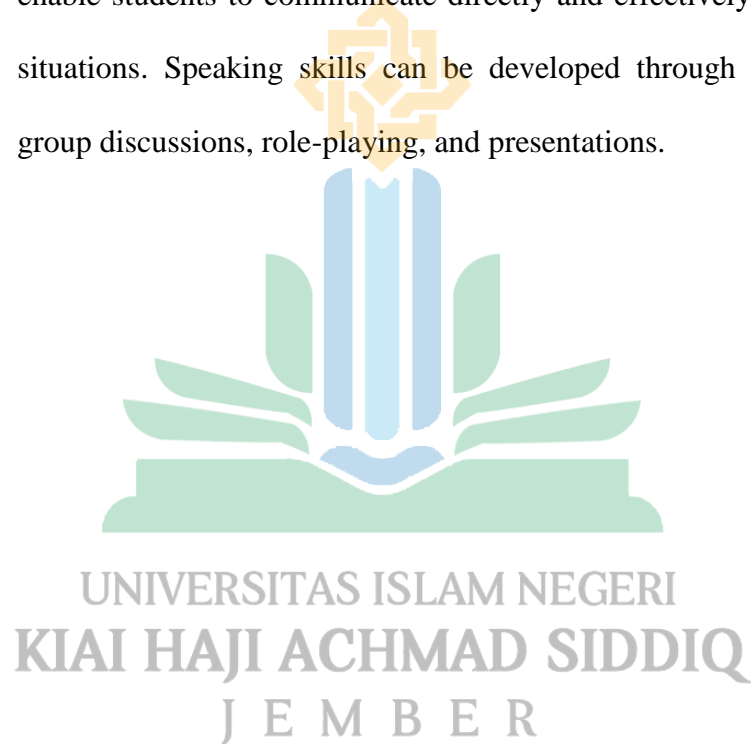 enable students to communicate directly and effectively
situations. Speaking skills can be developed through
group discussions, role-playing, and presentations.
UNIVERSITAS ISLAM NEGERI
KIAI HAJI ACHMAD SIDDIQ
JEMBER